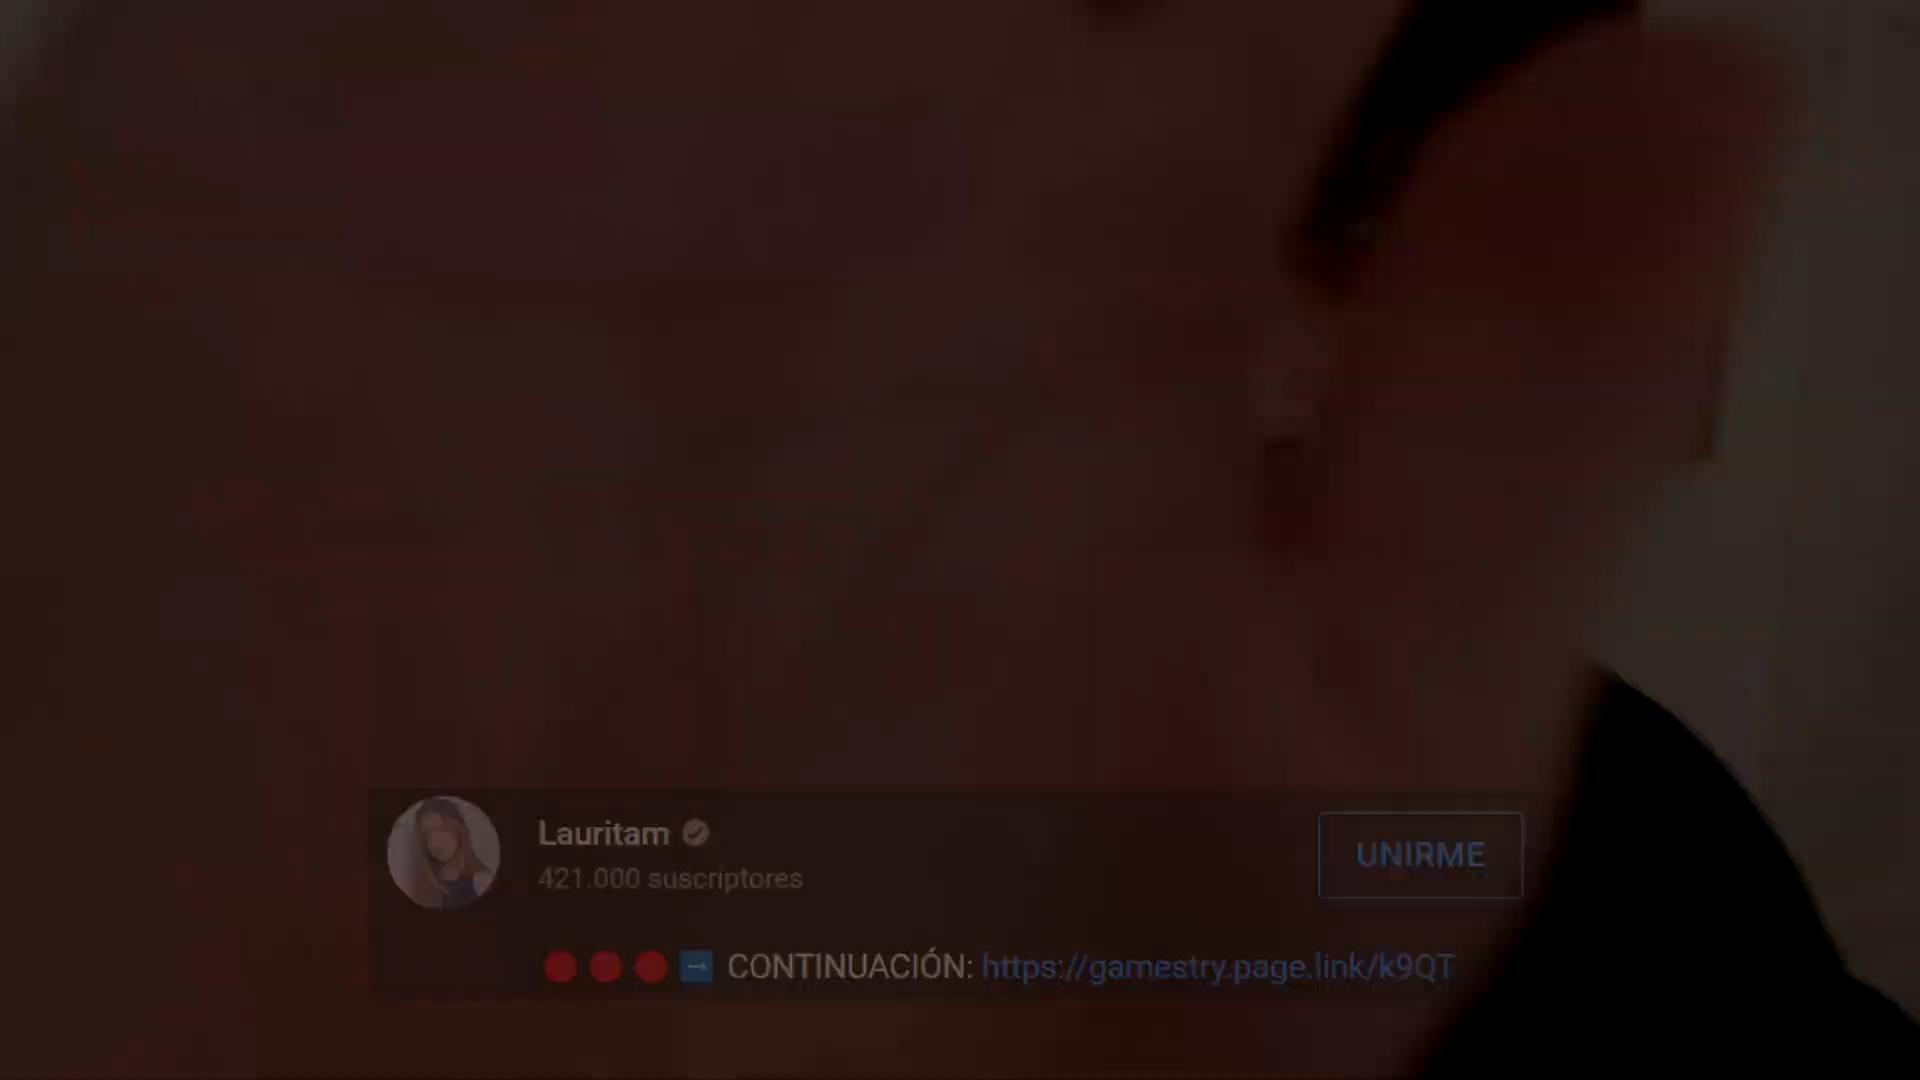 Lauritam
421.000 suscriptores
UNIRME
CONTINUACIÓN: https://gamestry.page.link/k9QT